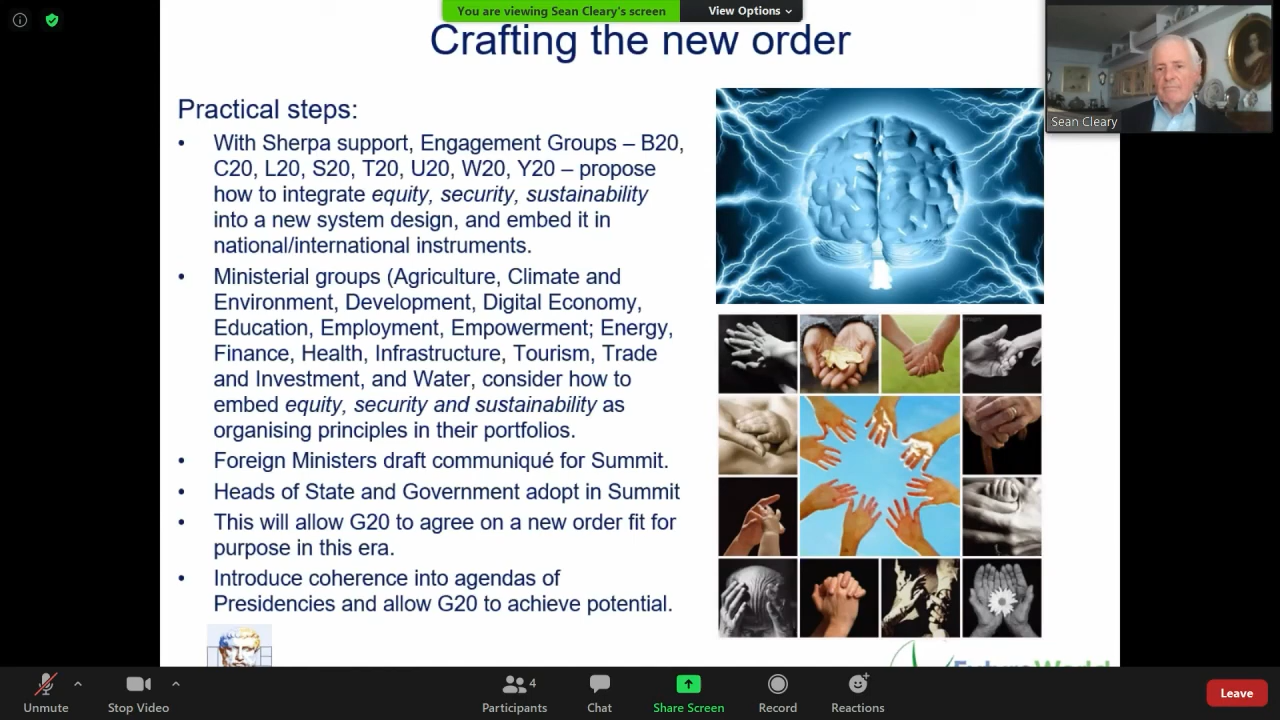 You are viewing Sean Cleary's screen
View Options
Crafting the new order
Sean Cleary
Practical steps:
• With Sherpa support, Engagement Groups – B20,
C20, L20, S20, T20, U20, W20, Y20 – propose
how to integrate equity, security, sustainability
into a new system design, and embed it in
national/international instruments.
• Ministerial groups (Agriculture, Climate and
Environment, Development, Digital Economy,
Education, Employment, Empowerment; Energy,
Finance, Health, Infrastructure, Tourism, Trade
and Investment, and Water, consider how to
embed equity, security and sustainability as
organising principles in their portfolios.
• Foreign Ministers draft communiqué for Summit.
• Heads of State and Government adopt in Summit
• This will allow G20 to agree on a new order fit for
purpose in this era.
• Introduce coherence into agendas of
Presidencies and allow G20 to achieve potential.
Unmute
Stop Video
4
Participants
Chat
Share Screen
Record
Reactions
Leave